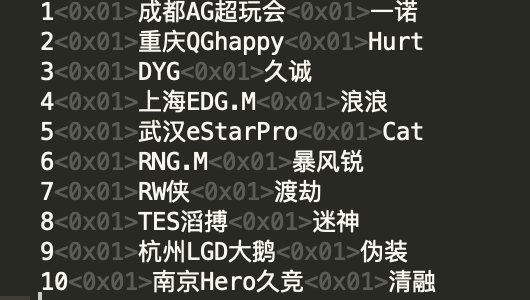 1<0x01>成都AG超玩会<0x01>一诺
2<0x01>重庆QGhappy<0x01>Hurt
3<0x01>DYG<0x01>久诚
4<0x01>上海EDG.M<0x01>浪浪
5<0x01>武汉eStarPro<0x01>Cat
6<0x01>RNG.M<0x01>暴风锐
7<0x01>RW侠<0x01>渡劫
8<0x01>TES滔搏<0x01>迷神
9<0x01>杭州LGD大鹅<0x01>伪装
10<0x01>南京Hero久竞<0x01>清融